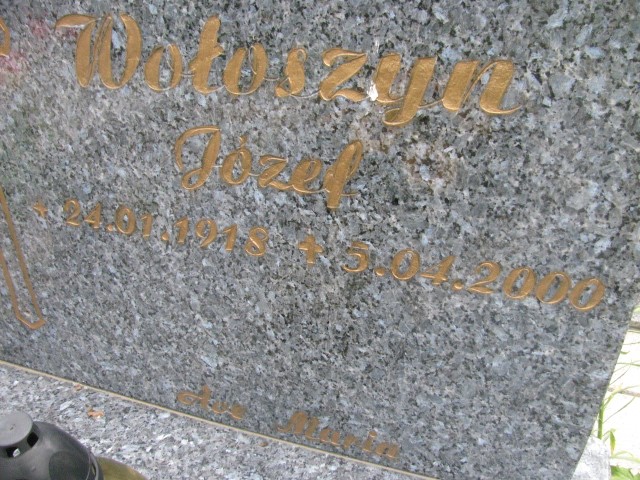 Wołoszyn
Józef
* 24.01.1918 + 5.04.2000
Ave Maria